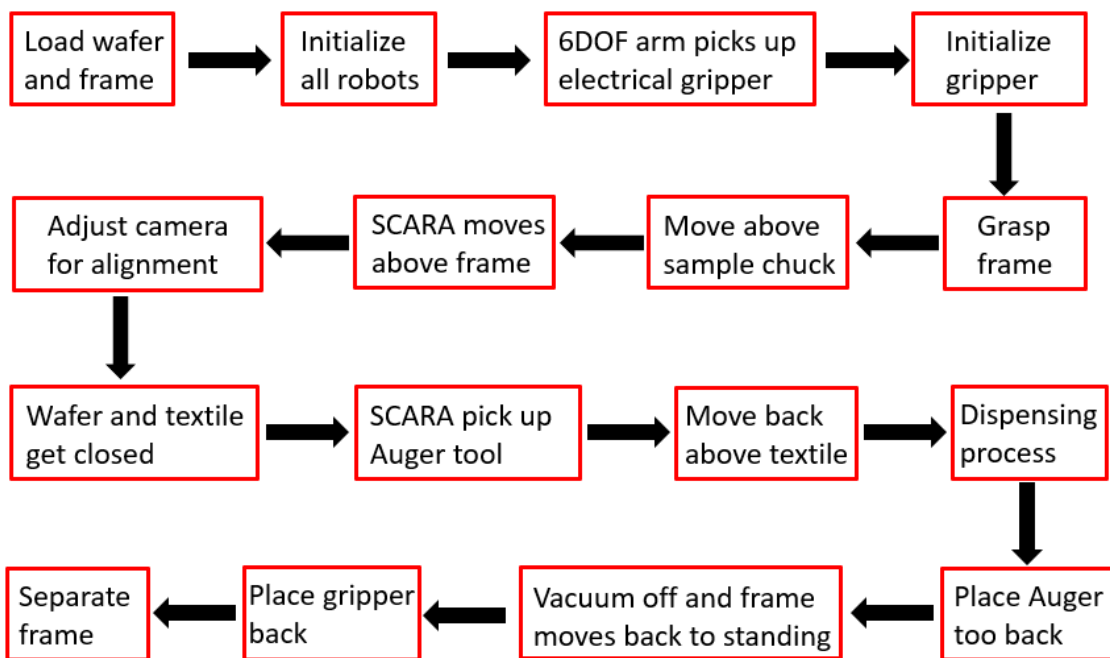 Load wafer
and frame
Initialize
all robots
6DOF arm picks up
electrical gripper
Initialize
gripper
Grasp
frame
Move above
sample chuck
SCARA moves
above frame
Adjust camera
for alignment
Wafer and textile
get closed
SCARA pick up
Auger tool
Move back
above textile
Dispensing
process
Place Auger
too back
Vacuum off and frame
moves back to standing
Place gripper
back
Separate
frame